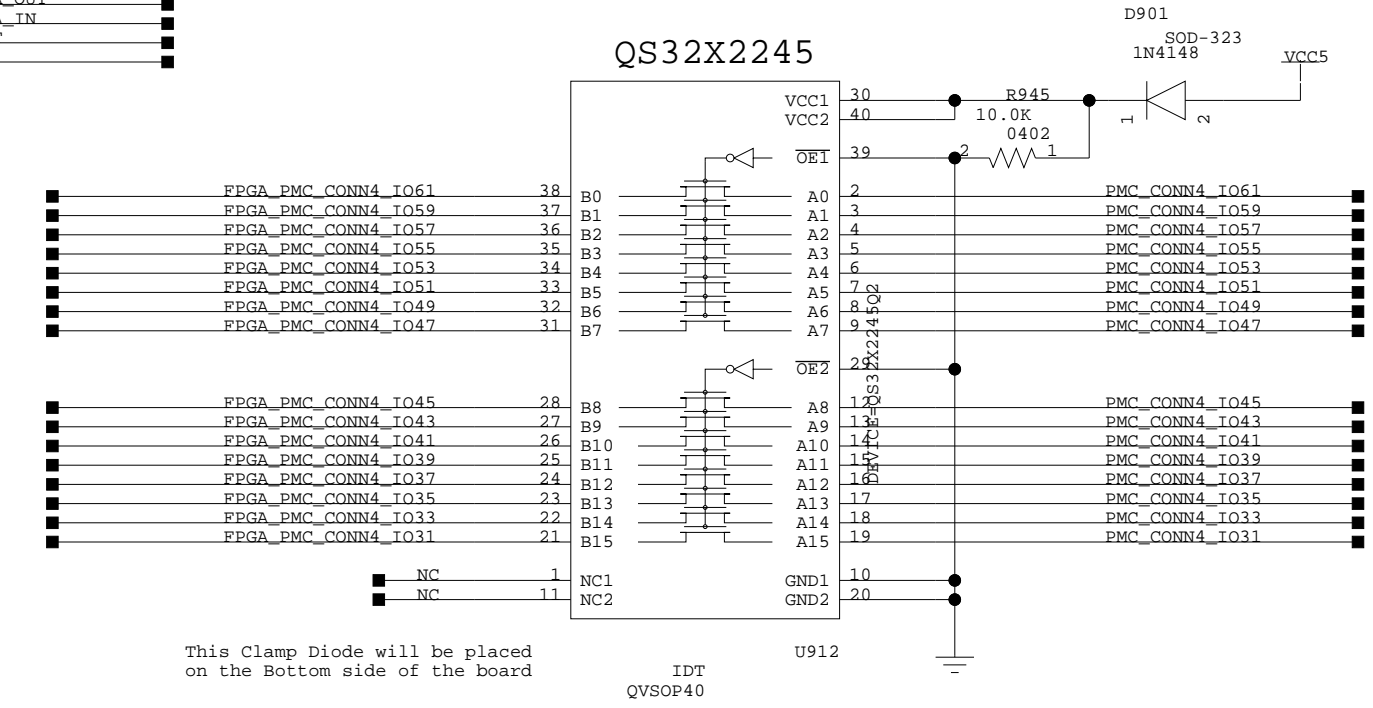 _IN
D901
SOD-323
1N4148
VCC5
QS32X2245
VCC1 30 R945
VCC2 40 10.0K
0402
OE1 39 2 1
1 2
FPGA_PMC_CONN4_IO61 38 B0 A0 2 PMC_CONN4_IO61
FPGA_PMC_CONN4_IO59 37 B1 A1 3 PMC_CONN4_IO59
FPGA_PMC_CONN4_IO57 36 B2 A2 4 PMC_CONN4_IO57
FPGA_PMC_CONN4_IO55 35 B3 A3 5 PMC_CONN4_IO55
FPGA_PMC_CONN4_IO53 34 B4 A4 6 PMC_CONN4_IO53
FPGA_PMC_CONN4_IO51 33 B5 A5 7 PMC_CONN4_IO51
FPGA_PMC_CONN4_IO49 32 B6 A6 8 PMC_CONN4_IO49
FPGA_PMC_CONN4_IO47 31 B7 A7 9 PMC_CONN4_IO47
DEVICE=QS32X2245Q2
OE2 29
FPGA_PMC_CONN4_IO45 28 B8 A8 12 PMC_CONN4_IO45
FPGA_PMC_CONN4_IO43 27 B9 A9 13 PMC_CONN4_IO43
FPGA_PMC_CONN4_IO41 26 B10 A10 14 PMC_CONN4_IO41
FPGA_PMC_CONN4_IO39 25 B11 A11 15 PMC_CONN4_IO39
FPGA_PMC_CONN4_IO37 24 B12 A12 16 PMC_CONN4_IO37
FPGA_PMC_CONN4_IO35 23 B13 A13 17 PMC_CONN4_IO35
FPGA_PMC_CONN4_IO33 22 B14 A14 18 PMC_CONN4_IO33
FPGA_PMC_CONN4_IO31 21 B15 A15 19 PMC_CONN4_IO31
NC 1 NC1 GND1 10
NC 11 NC2 GND2 20
This Clamp Diode will be placed
on the Bottom side of the board
U912
IDT
QVSOP40